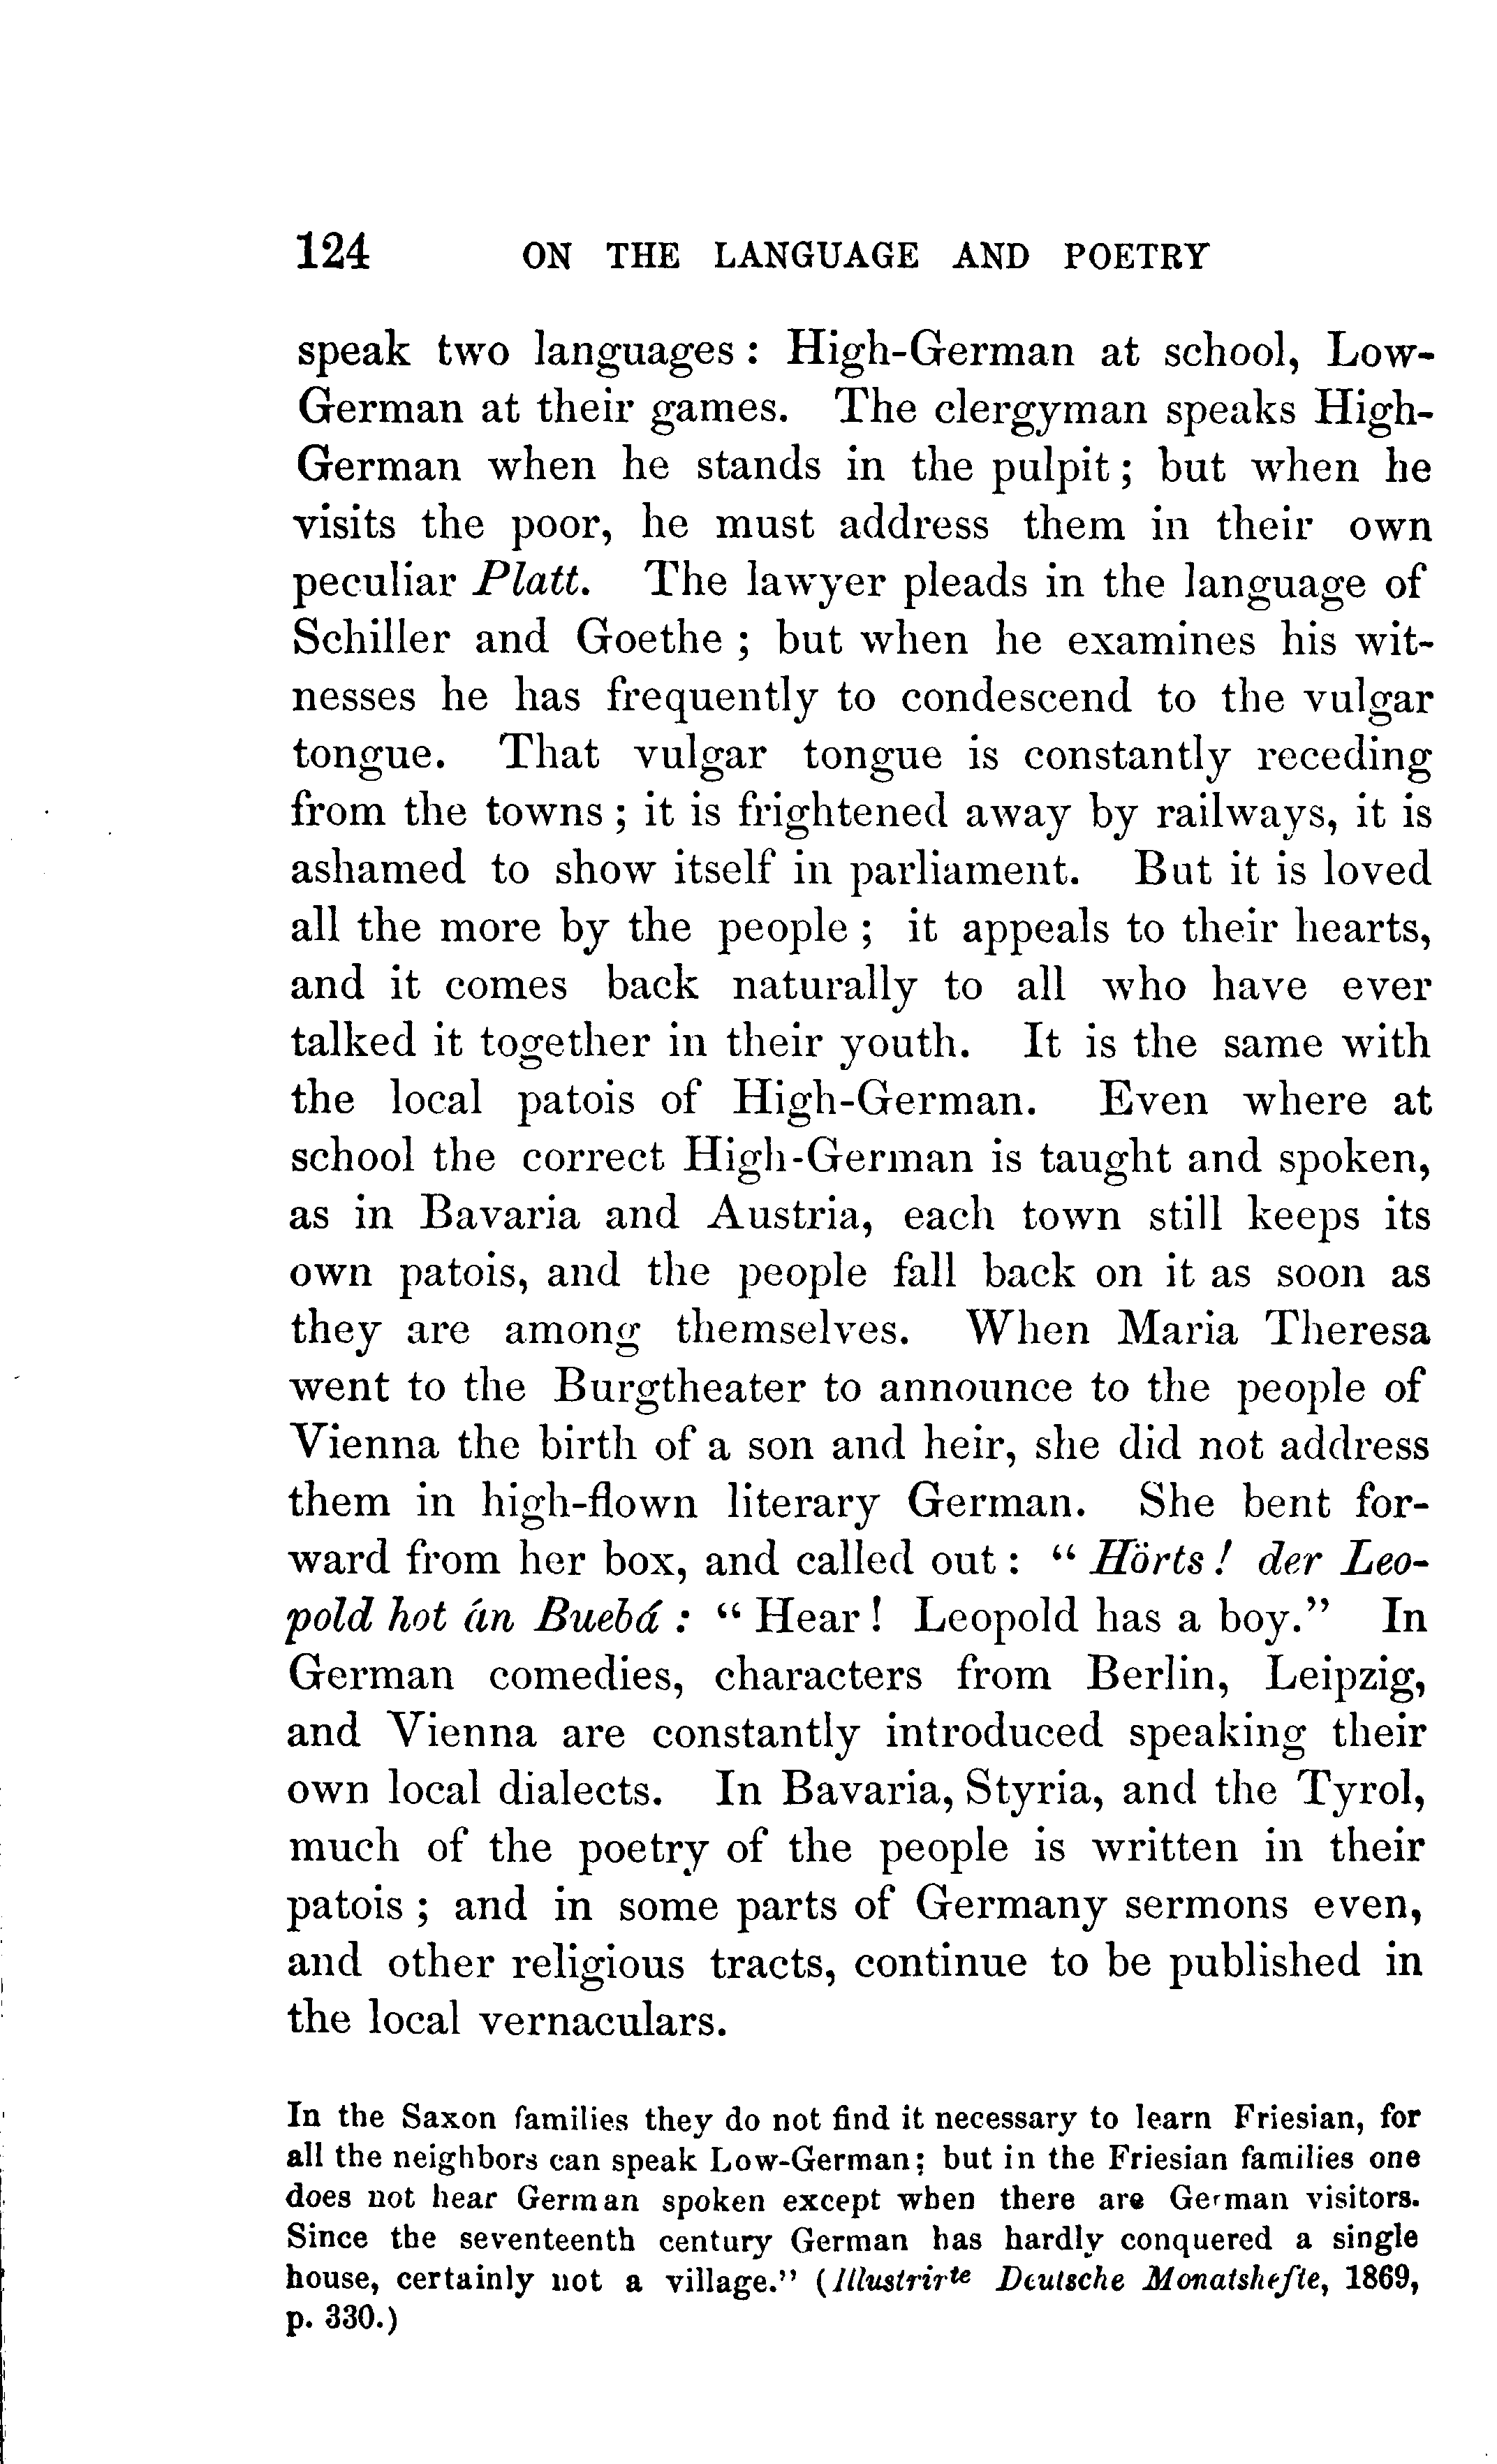 124 ON THE LANGUAGE AND POETRY
speak two languages : High-German at school, Low-
German at their games. The clergyman speaks High-
German when he stands in the pulpit ; but when he
visits the poor, he must address them in their own
peculiar Platt. The lawyer pleads in the language of
Schiller and Goethe ; but when he examines his wit-
nesses he has frequently to condescend to the vulgar
tongue. That vulgar tongue is constantly receding
from the towns ; it is frightened away by railways, it is
ashamed to show itself in parliament. But it is loved
all the more by the people ; it appeals to their hearts,
and it comes back naturally to all who have ever
talked it together in their youth. It is the same with
the local patois of High-German. Even where at
school the correct High-German is taught and spoken,
as in Bavaria and Austria, each town still keeps its
own patois, and the people fall back on it as soon as
they are among themselves. When Maria Theresa
went to the Burgtheater to announce to the people of
Vienna the birth of a son and heir, she did not address
them in high-flown literary German. She bent for-
ward from her box, and called out : “ Hörts ! der Leo-
pold hot án Buebá : “ Hear ! Leopold has a boy.” In
German comedies, characters from Berlin, Leipzig,
and Vienna are constantly introduced speaking their
own local dialects. In Bavaria, Styria, and the Tyrol,
much of the poetry of the people is written in their
patois ; and in some parts of Germany sermons even,
and other religious tracts, continue to be published in
the local vernaculars.
In the Saxon families they do not find it necessary to learn Friesian, for
all the neighbors can speak Low-German; but in the Friesian families one
does not hear German spoken except when there are German visitors.
Since the seventeenth century German has hardly conquered a single
house, certainly not a village.” (Illustrirte Deutsche Monatshefte, 1869,
p. 330.)